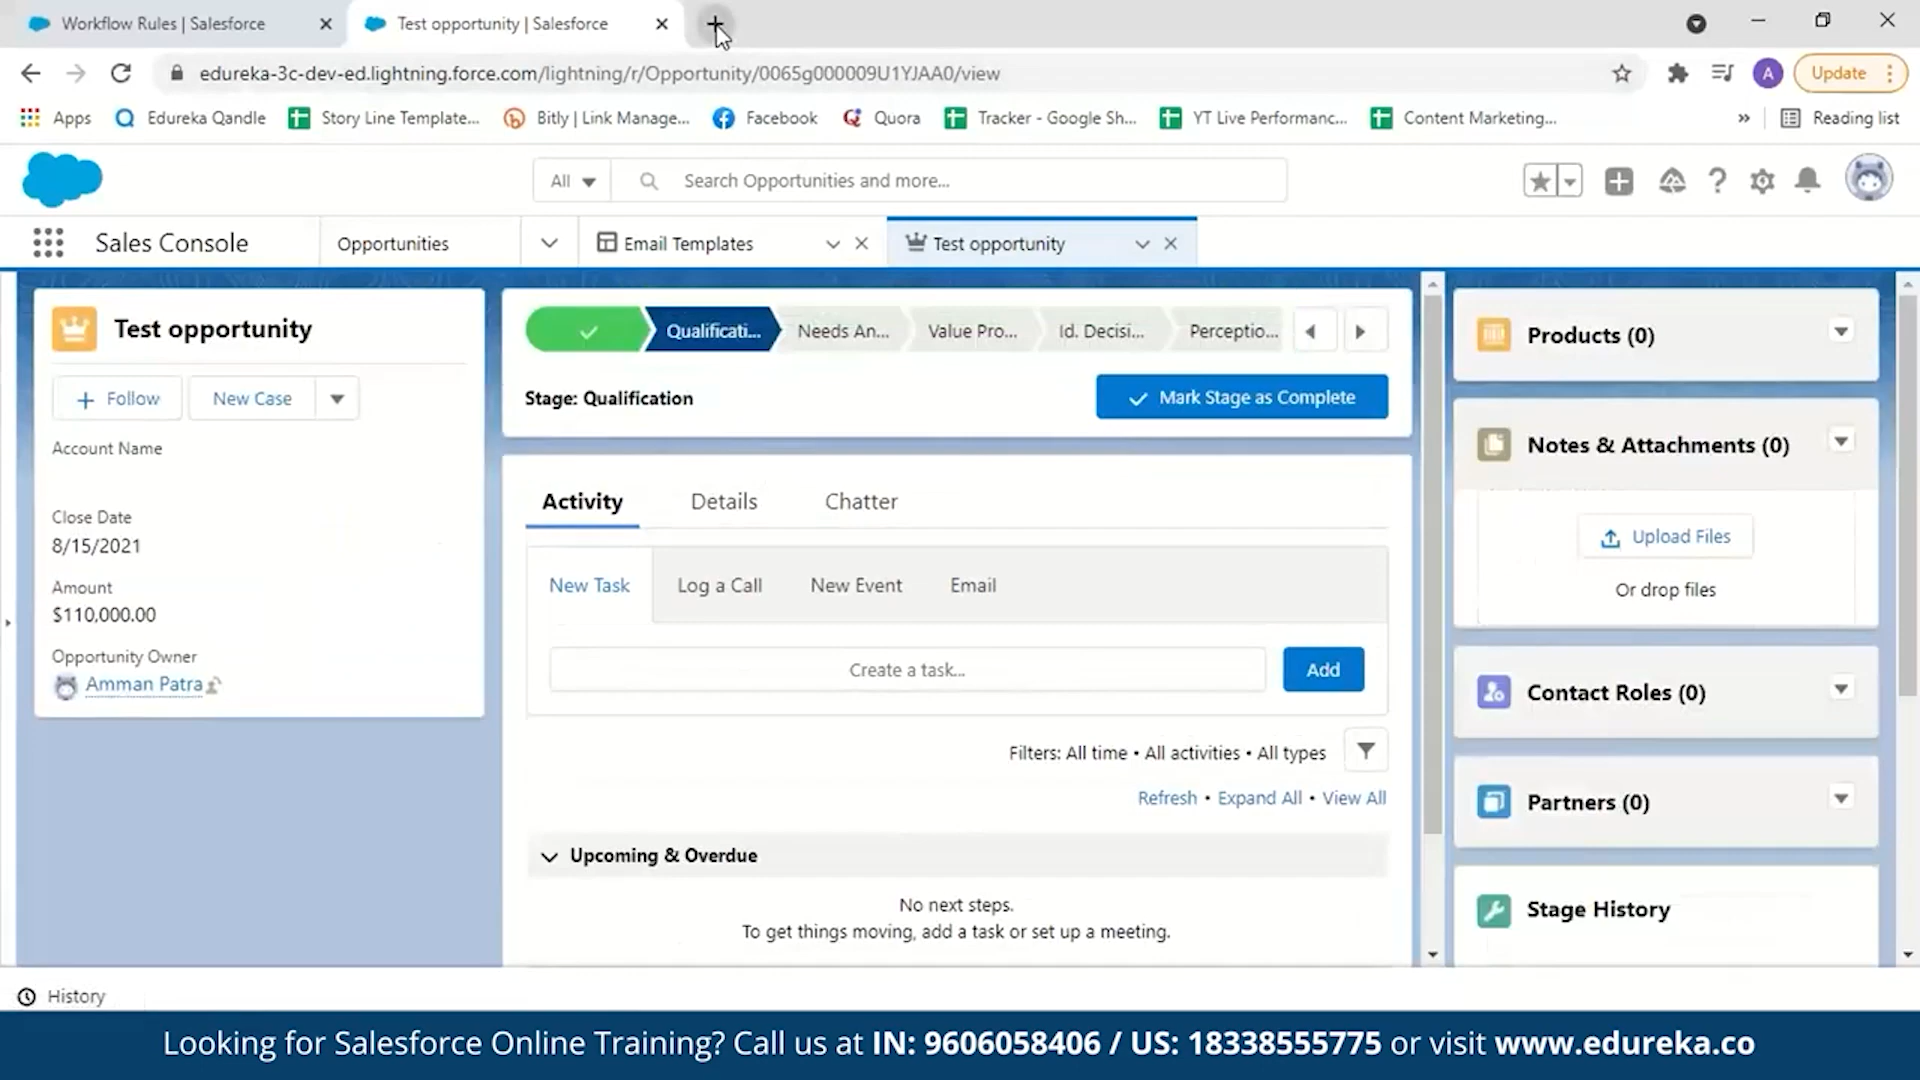 Workflow Rules | Salesforce
Test opportunity | Salesforce
edureka-3c-dev-ed.lightning.force.com/lightning/r/Opportunity/0065g000009U1YJAA0/view
A
Update
Apps
Edureka Qandle
Story Line Template...
Bitly | Link Manage...
Facebook
Quora
Tracker - Google Sh...
YT Live Performanc...
Content Marketing...
»
Reading list
All
Search Opportunities and more...
Sales Console
Opportunities
Email Templates
Test opportunity
Test opportunity
Follow
New Case
Account Name
Close Date
8/15/2021
Amount
$110,000.00
Opportunity Owner
Amman Patra
Qualificati...
Needs An...
Value Pro...
Id. Decisi...
Perceptio...
Stage: Qualification
Mark Stage as Complete
Activity
Details
Chatter
New Task
Log a Call
New Event
Email
Create a task...
Add
Filters: All time • All activities • All types
Refresh • Expand All • View All
Upcoming & Overdue
No next steps.
To get things moving, add a task or set up a meeting.
Products (0)
Notes & Attachments (0)
Upload Files
Or drop files
Contact Roles (0)
Partners (0)
Stage History
History
Looking for Salesforce Online Training? Call us at IN: 9606058406 / US: 18338555775 or visit www.edureka.co